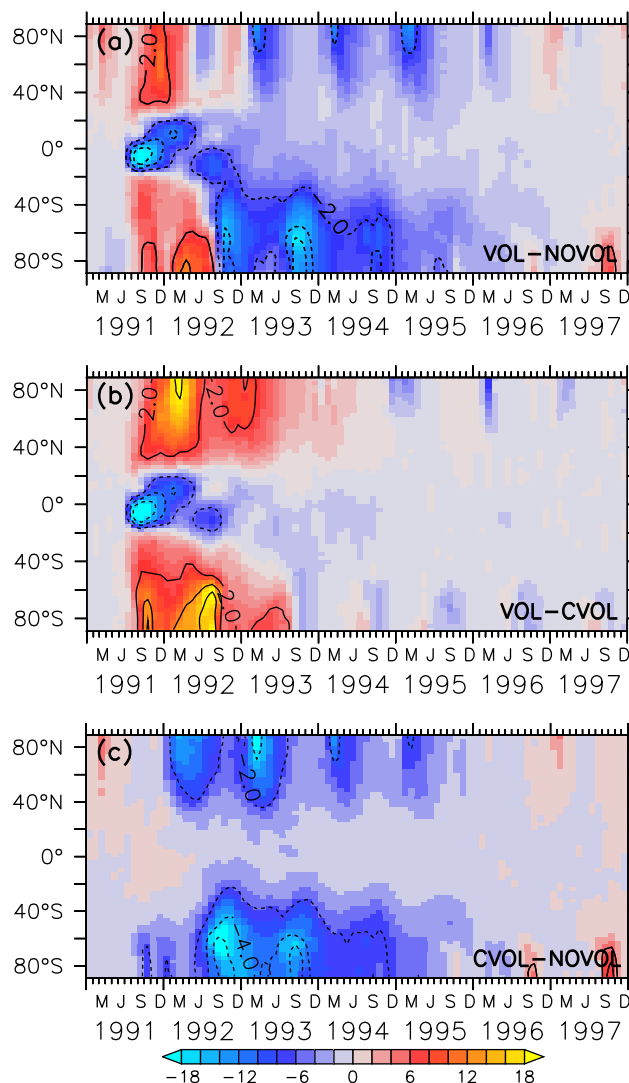 80°N
(a)
-2.0
40°N
0°
40°S
-2.0
80°S
VOL-NOVOL
M J S D M J S D M J S D M J S D M J S D M J S D M J S D
1991 1992 1993 1994 1995 1996 1997
80°N
(b)
2.0
2.0
40°N
0°
40°S
2.0
80°S
VOL-CVOL
M J S D M J S D M J S D M J S D M J S D M J S D M J S D
1991 1992 1993 1994 1995 1996 1997
80°N
(c)
-2.0
40°N
0°
40°S
-4.0
80°S
CVOL-NOVOL
M J S D M J S D M J S D M J S D M J S D M J S D M J S D
1991 1992 1993 1994 1995 1996 1997
-18 -12 -6 0 6 12 18